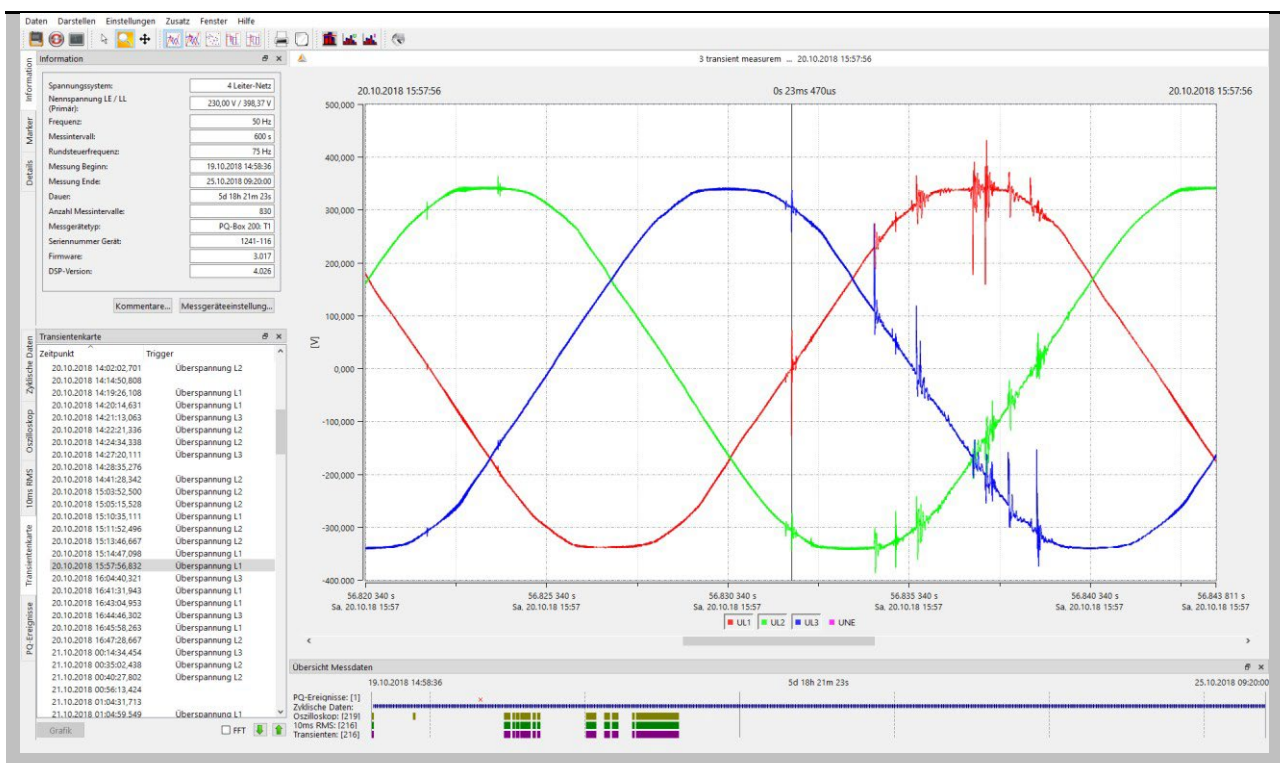 Daten Darstellen Einstellungen Zusatz Fenster Hilfe
Information
3 transient measurem ... 20.10.2018 15:57:56
Information
Marker
Details
Spannungssystem: 4 Leiter-Netz
Nennspannung LE / LL (Primär): 230,00 V / 398,37 V
Frequenz: 50 Hz
Messintervall: 600 s
Rundsteuerfrequenz: 75 Hz
Messung Beginn: 19.10.2018 14:58:36
Messung Ende: 25.10.2018 09:20:00
Dauer: 5d 18h 21m 23s
Anzahl Messintervalle: 830
Messgerätetyp: PQ-Box 200: T1
Seriennummer Gerät: 1241-116
Firmware: 3.017
DSP-Version: 4.026
Kommentare... Messgeräteeinstellung...
Zyklische Daten
Oszilloskop
10ms RMS
Transientenkarte
PQ-Ereignisse
Transientenkarte
Zeitpunkt Trigger
20.10.2018 14:02:02,701 Überspannung L2
20.10.2018 14:14:50,808
20.10.2018 14:19:26,108 Überspannung L1
20.10.2018 14:20:14,631 Überspannung L1
20.10.2018 14:21:13,063 Überspannung L3
20.10.2018 14:22:21,336 Überspannung L2
20.10.2018 14:24:34,338 Überspannung L2
20.10.2018 14:27:20,111 Überspannung L3
20.10.2018 14:28:35,276
20.10.2018 14:41:28,342 Überspannung L2
20.10.2018 15:03:52,500 Überspannung L2
20.10.2018 15:05:15,528 Überspannung L2
20.10.2018 15:10:35,111 Überspannung L1
20.10.2018 15:11:52,496 Überspannung L2
20.10.2018 15:13:46,667 Überspannung L2
20.10.2018 15:14:47,098 Überspannung L1
20.10.2018 15:57:56,832 Überspannung L1
20.10.2018 16:04:40,321 Überspannung L3
20.10.2018 16:41:31,943 Überspannung L1
20.10.2018 16:43:04,953 Überspannung L1
20.10.2018 16:44:46,302 Überspannung L3
20.10.2018 16:45:58,263 Überspannung L1
20.10.2018 16:47:28,667 Überspannung L2
21.10.2018 00:14:34,454 Überspannung L3
21.10.2018 00:35:02,438 Überspannung L2
21.10.2018 00:40:27,802 Überspannung L2
21.10.2018 00:56:13,424
21.10.2018 01:04:31,713
21.10.2018 01:04:59,549 Überspannung L1
Grafik FFT
20.10.2018 15:57:56 0s 23ms 470us 20.10.2018 15:57:56
500,000
400,000
300,000
200,000
100,000
[V]
0,000
-100,000
-200,000
-300,000
-400,000
56.820 340 s 56.825 340 s 56.830 340 s 56.835 340 s 56.840 340 s 56.843 811 s
Sa. 20.10.18 15:57 Sa. 20.10.18 15:57 Sa. 20.10.18 15:57 Sa. 20.10.18 15:57 Sa. 20.10.18 15:57 Sa. 20.10.18 15:57
UL1 UL2 UL3 UNE
Übersicht Messdaten
19.10.2018 14:58:36 5d 18h 21m 23s 25.10.2018 09:20:00
PQ-Ereignisse: [1]
Zyklische Daten:
Oszilloskop: [219]
10ms RMS: [216]
Transienten: [216]